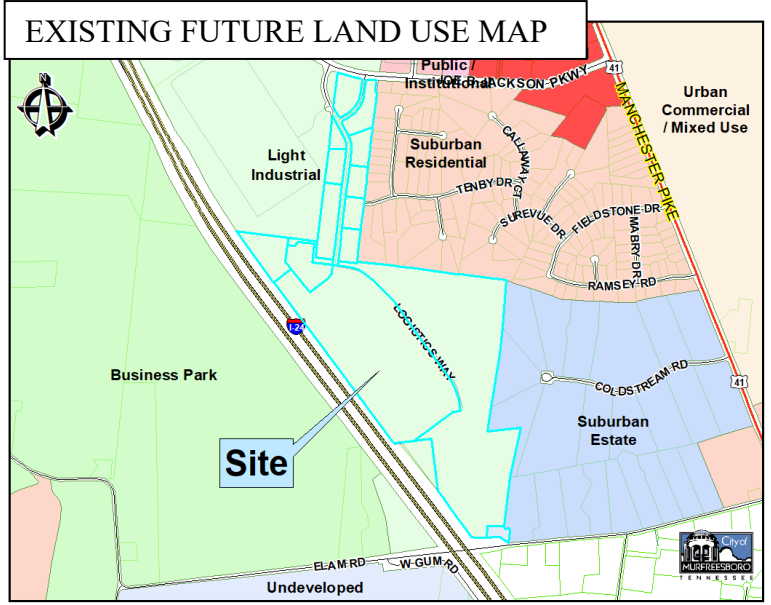 EXISTING FUTURE LAND USE MAP
N
Public /
Institutional
JOE B JACKSON PKWY
41
Urban
Commercial
/ Mixed Use
MANCHESTER PIKE
Light
Industrial
Suburban
Residential
CALLAWAY CT
TENBY DR
SUREVUE DR
FIELDSTONE DR
MABRY DR
RAMSEY RD
I-24
LOGISTICS WAY
Business Park
COLDSTREAM RD
41
Suburban
Estate
Site
City of
MURFREESBORO
TENNESSEE
ELAM RD
W GUM RD
Undeveloped